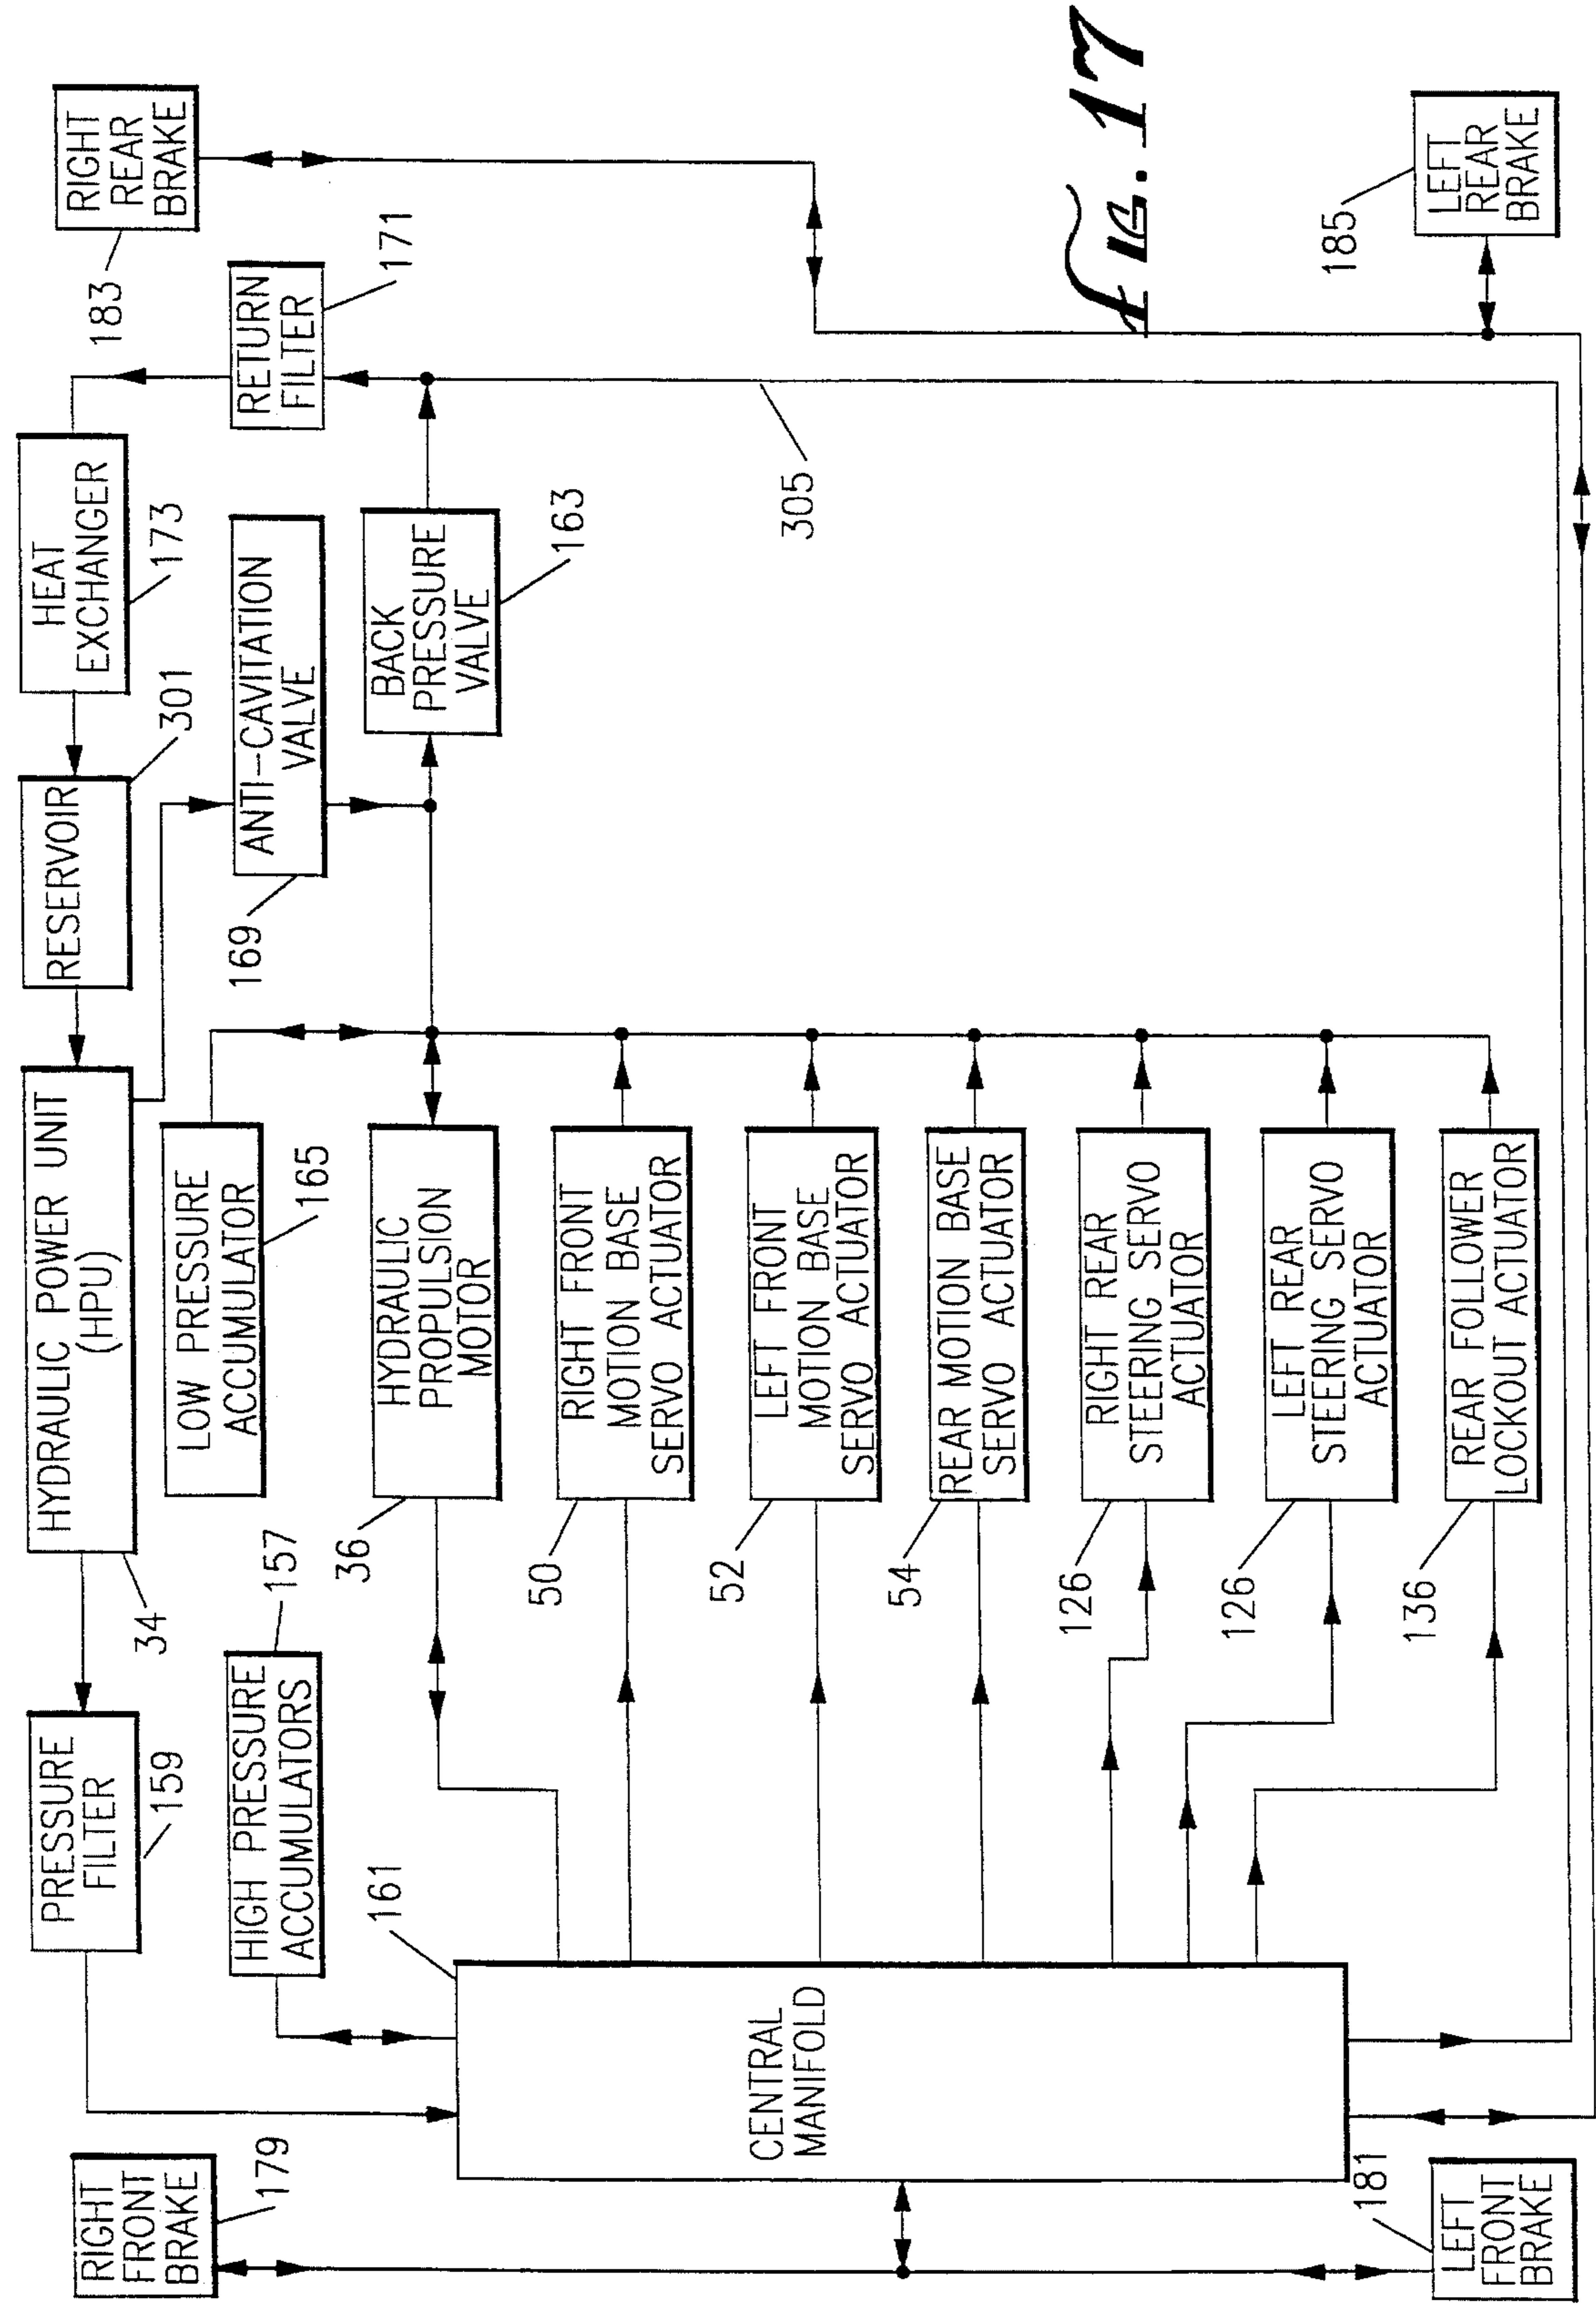 RIGHT
FRONT
BRAKE
179
PRESSURE
FILTER
159
HYDRAULIC POWER UNIT
(HPU)
34
RESERVOIR
301
HEAT
EXCHANGER
173
RIGHT
REAR
BRAKE
183
HIGH PRESSURE
ACCUMULATORS
157
LOW PRESSURE
ACCUMULATOR
165
ANTI-CAVITATION
VALVE
169
RETURN
FILTER
171
CENTRAL
MANIFOLD
161
HYDRAULIC
PROPULSION
MOTOR
36
BACK
PRESSURE
VALVE
163
RIGHT FRONT
MOTION BASE
SERVO ACTUATOR
50
LEFT FRONT
MOTION BASE
SERVO ACTUATOR
52
305
REAR MOTION BASE
SERVO ACTUATOR
54
RIGHT REAR
STEERING SERVO
ACTUATOR
126
LEFT REAR
STEERING SERVO
ACTUATOR
126
REAR FOLLOWER
LOCKOUT ACTUATOR
136
LEFT
FRONT
BRAKE
181
LEFT
REAR
BRAKE
185
FIG. 17